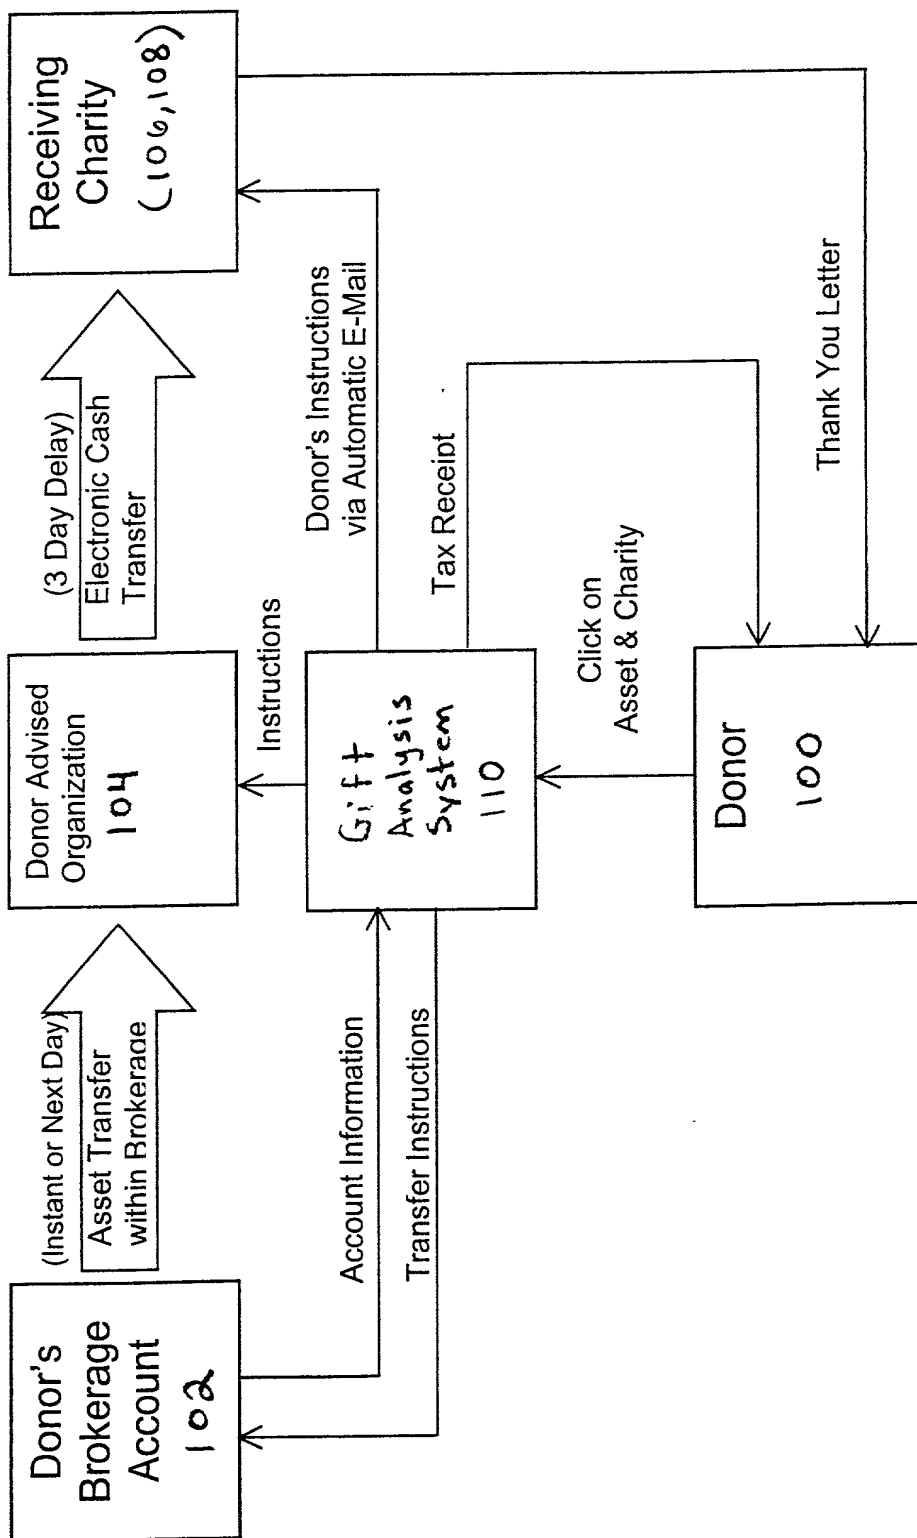 Donor's
Brokerage
Account
102
(Instant or Next Day)
Asset Transfer
within Brokerage
Donor Advised
Organization
104
(3 Day Delay)
Electronic Cash
Transfer
Receiving
Charity
(106,108)
Account Information
Transfer Instructions
Instructions
Gift
Analysis
System
110
Donor's Instructions
via Automatic E-Mail
Tax Receipt
Click on
Asset & Charity
Donor
100
Thank You Letter